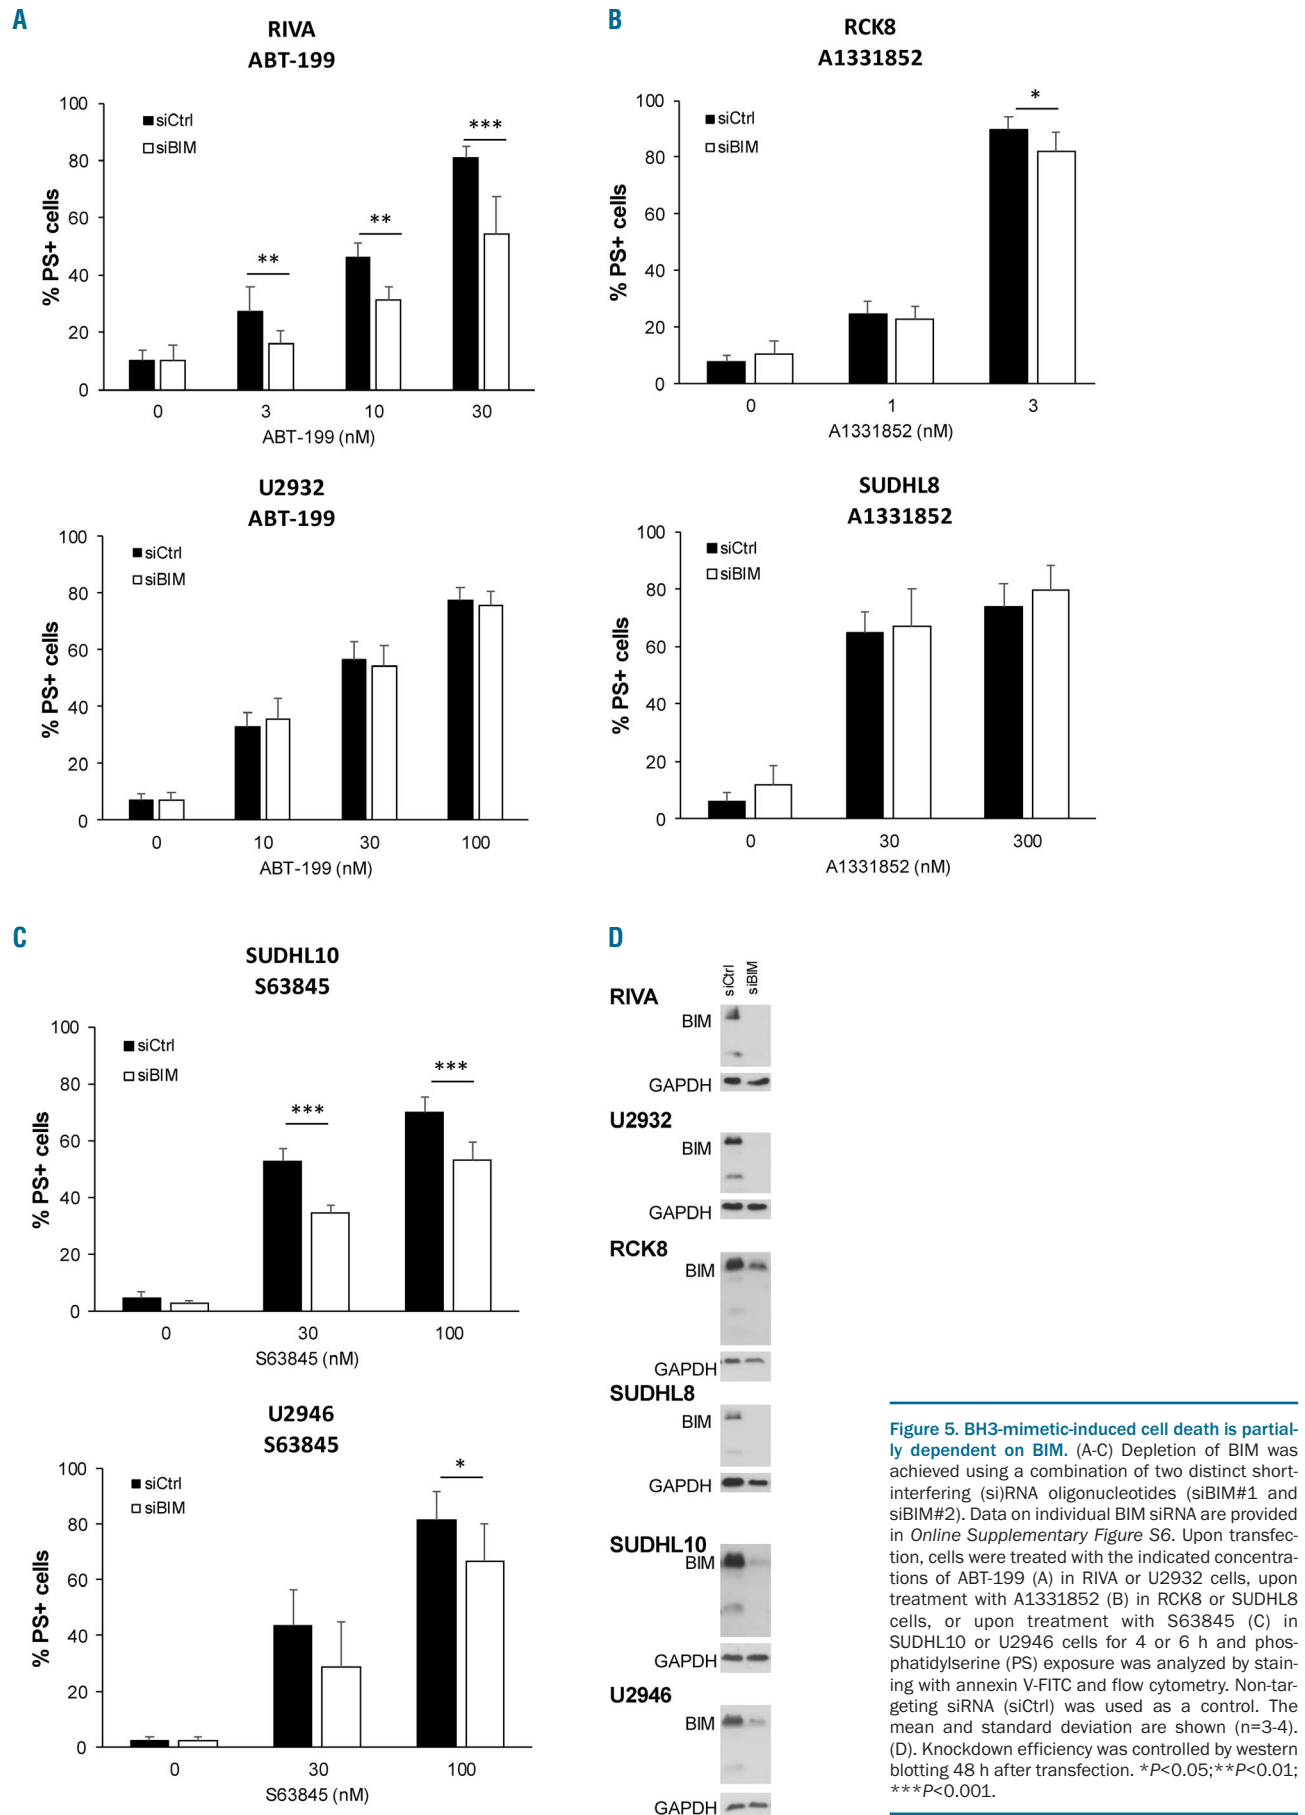 A
RIVA
ABT-199
100
80
60
40
20
0
% PS+ cells
siCtrl
siBIM
**
**
***
0 3 10 30
ABT-199 (nM)
U2932
ABT-199
100
80
60
40
20
0
% PS+ cells
siCtrl
siBIM
0 10 30 100
ABT-199 (nM)
B
RCK8
A1331852
100
80
60
40
20
0
% PS+ cells
siCtrl
siBIM
*
0 1 3
A1331852 (nM)
SUDHL8
A1331852
100
80
60
40
20
0
% PS+ cells
siCtrl
siBIM
0 30 300
A1331852 (nM)
C
SUDHL10
S63845
100
80
60
40
20
0
% PS+ cells
siCtrl
siBIM
***
***
0 30 100
S63845 (nM)
U2946
S63845
100
80
60
40
20
0
% PS+ cells
siCtrl
siBIM
*
0 30 100
S63845 (nM)
D
siCtrl
siBIM
RIVA
BIM
GAPDH
U2932
BIM
GAPDH
RCK8
BIM
GAPDH
SUDHL8
BIM
GAPDH
SUDHL10
BIM
GAPDH
U2946
BIM
GAPDH
Figure 5. BH3-mimetic-induced cell death is partial-
ly dependent on BIM. (A-C) Depletion of BIM was
achieved using a combination of two distinct short-
interfering (si)RNA oligonucleotides (siBIM#1 and
siBIM#2). Data on individual BIM siRNA are provided
in Online Supplementary Figure S6. Upon transfec-
tion, cells were treated with the indicated concentra-
tions of ABT-199 (A) in RIVA or U2932 cells, upon
treatment with A1331852 (B) in RCK8 or SUDHL8
cells, or upon treatment with S63845 (C) in
SUDHL10 or U2946 cells for 4 or 6 h and phos-
phatidylserine (PS) exposure was analyzed by stain-
ing with annexin V-FITC and flow cytometry. Non-tar-
geting siRNA (siCtrl) was used as a control. The
mean and standard deviation are shown (n=3-4).
(D). Knockdown efficiency was controlled by western
blotting 48 h after transfection. *P<0.05;**P<0.01;
***P<0.001.